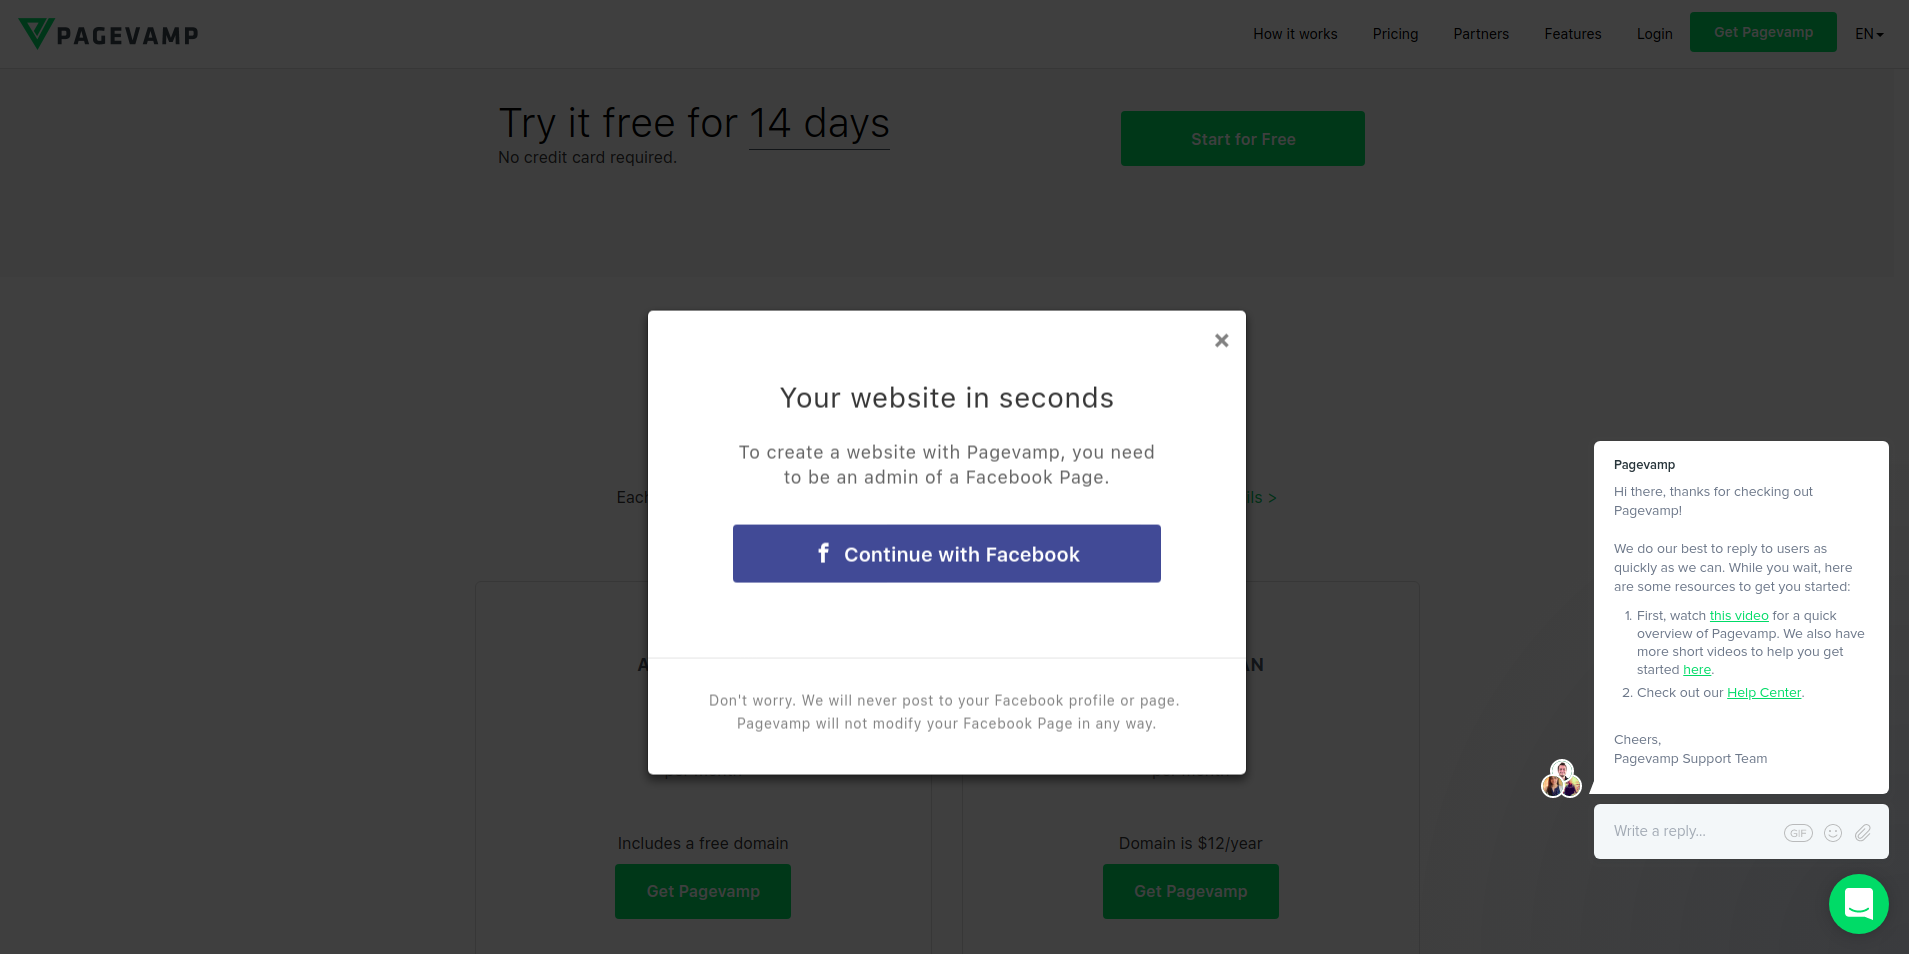 PAGEVAMP
How it works
Pricing
Partners
Features
Login
Get Pagevamp
EN
Try it free for 14 days
No credit card required.
Start for Free
×
Your website in seconds
To create a website with Pagevamp, you need
to be an admin of a Facebook Page.
f Continue with Facebook
Don't worry. We will never post to your Facebook profile or page.
Pagevamp will not modify your Facebook Page in any way.
Includes a free domain
Get Pagevamp
Domain is $12/year
Get Pagevamp
Pagevamp
Hi there, thanks for checking out
Pagevamp!
We do our best to reply to users as
quickly as we can. While you wait, here
are some resources to get you started:
1. First, watch this video for a quick
overview of Pagevamp. We also have
more short videos to help you get
started here.
2. Check out our Help Center.
Cheers,
Pagevamp Support Team
Write a reply...
GIF